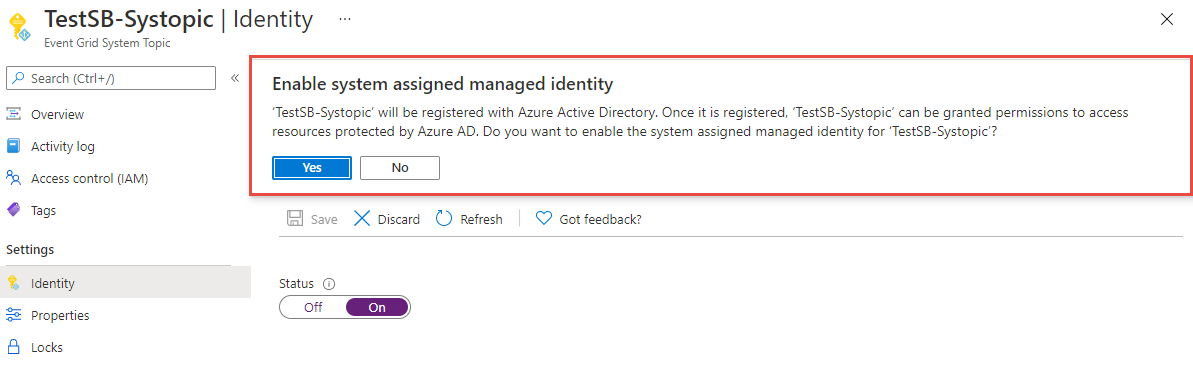 TestSB-Systopic | Identity ...
Event Grid System Topic
Search (Ctrl+/)
«
Overview
Activity log
Access control (IAM)
Tags
Settings
Identity
Properties
Locks
Enable system assigned managed identity
‘TestSB-Systopic’ will be registered with Azure Active Directory. Once it is registered, ‘TestSB-Systopic’ can be granted permissions to access
resources protected by Azure AD. Do you want to enable the system assigned managed identity for ‘TestSB-Systopic’?
Yes No
Save Discard Refresh Got feedback?
Status
Off On